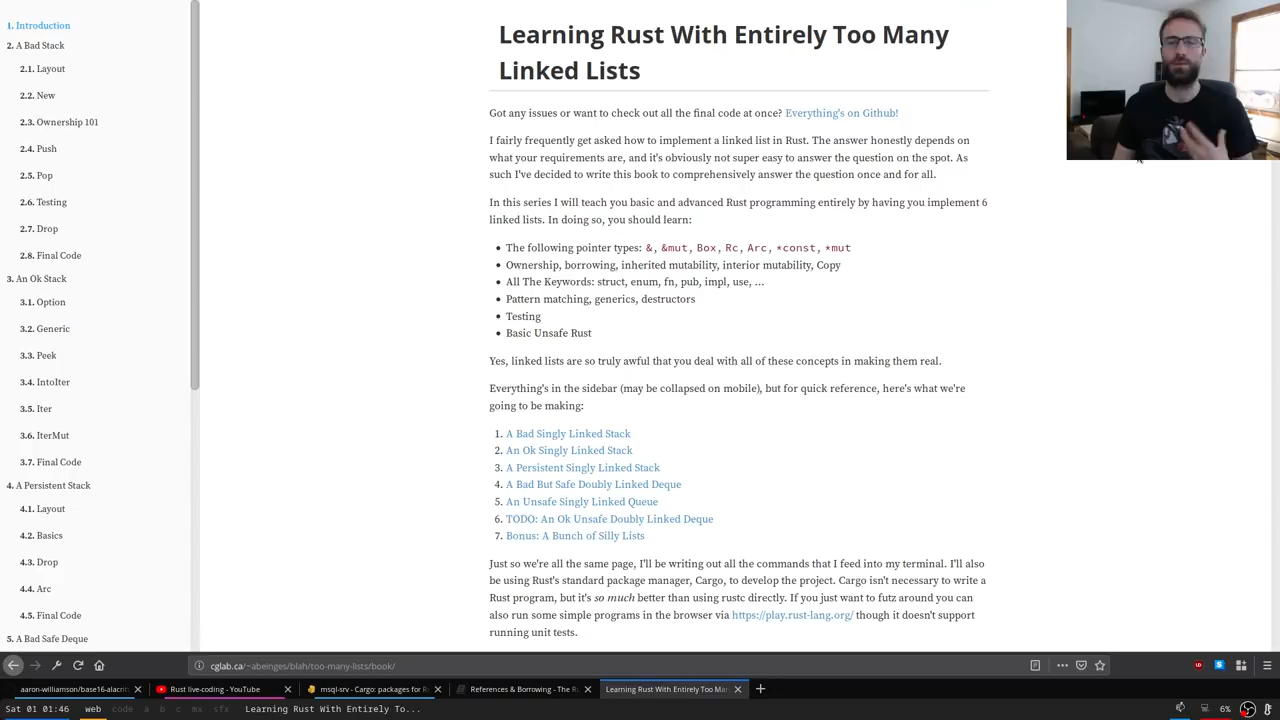 1. Introduction
2. A Bad Stack
2.1. Layout
2.2. New
2.3. Ownership 101
2.4. Push
2.5. Pop
2.6. Testing
2.7. Drop
2.8. Final Code
3. An Ok Stack
3.1. Option
3.2. Generic
3.3. Peek
3.4. IntoIter
3.5. Iter
3.6. IterMut
3.7. Final Code
4. A Persistent Stack
4.1. Layout
4.2. Basics
4.3. Drop
4.4. Arc
4.5. Final Code
5. A Bad Safe Deque
Learning Rust With Entirely Too Many
Linked Lists
Got any issues or want to check out all the final code at once? Everything's on Github!
I fairly frequently get asked how to implement a linked list in Rust. The answer honestly depends on
what your requirements are, and it's obviously not super easy to answer the question on the spot. As
such I've decided to write this book to comprehensively answer the question once and for all.
In this series I will teach you basic and advanced Rust programming entirely by having you implement 6
linked lists. In doing so, you should learn:
• The following pointer types: &, &mut, Box, Rc, Arc, *const, *mut
• Ownership, borrowing, inherited mutability, interior mutability, Copy
• All The Keywords: struct, enum, fn, pub, impl, use, ...
• Pattern matching, generics, destructors
• Testing
• Basic Unsafe Rust
Yes, linked lists are so truly awful that you deal with all of these concepts in making them real.
Everything's in the sidebar (may be collapsed on mobile), but for quick reference, here's what we're
going to be making:
1. A Bad Singly Linked Stack
2. An Ok Singly Linked Stack
3. A Persistent Singly Linked Stack
4. A Bad But Safe Doubly Linked Deque
5. An Unsafe Singly Linked Queue
6. TODO: An Ok Unsafe Doubly Linked Deque
7. Bonus: A Bunch of Silly Lists
Just so we're all the same page, I'll be writing out all the commands that I feed into my terminal. I'll also
be using Rust's standard package manager, Cargo, to develop the project. Cargo isn't necessary to write a
Rust program, but it's so much better than using rustc directly. If you just want to futz around you can
also run some simple programs in the browser via https://play.rust-lang.org/ though it doesn't support
running unit tests.
cglab.ca/~abeinges/blah/too-many-lists/book/
aaron-williamson/base16-alacrit
Rust live-coding - YouTube
msql-srv - Cargo: packages for R
References & Borrowing - The Ru
Learning Rust With Entirely Too Man
Sat 01 01:46 web code a b c mx sfx Learning Rust With Entirely To... 6%